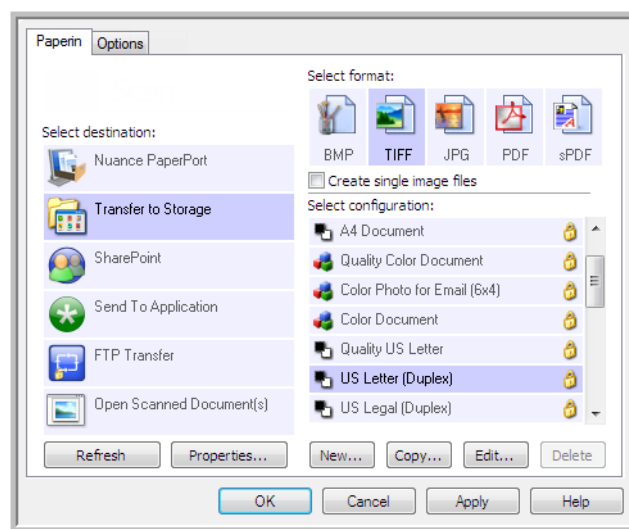 Paperin
Options
Select destination:
Nuance PaperPort
Transfer to Storage
SharePoint
Send To Application
FTP Transfer
Open Scanned Document(s)
Refresh
Properties...
Select format:
BMP TIFF JPG PDF sPDF
Create single image files
Select configuration:
A4 Document
Quality Color Document
Color Photo for Email (6x4)
Color Document
Quality US Letter
US Letter (Duplex)
US Legal (Duplex)
New... Copy... Edit... Delete
OK Cancel Apply Help